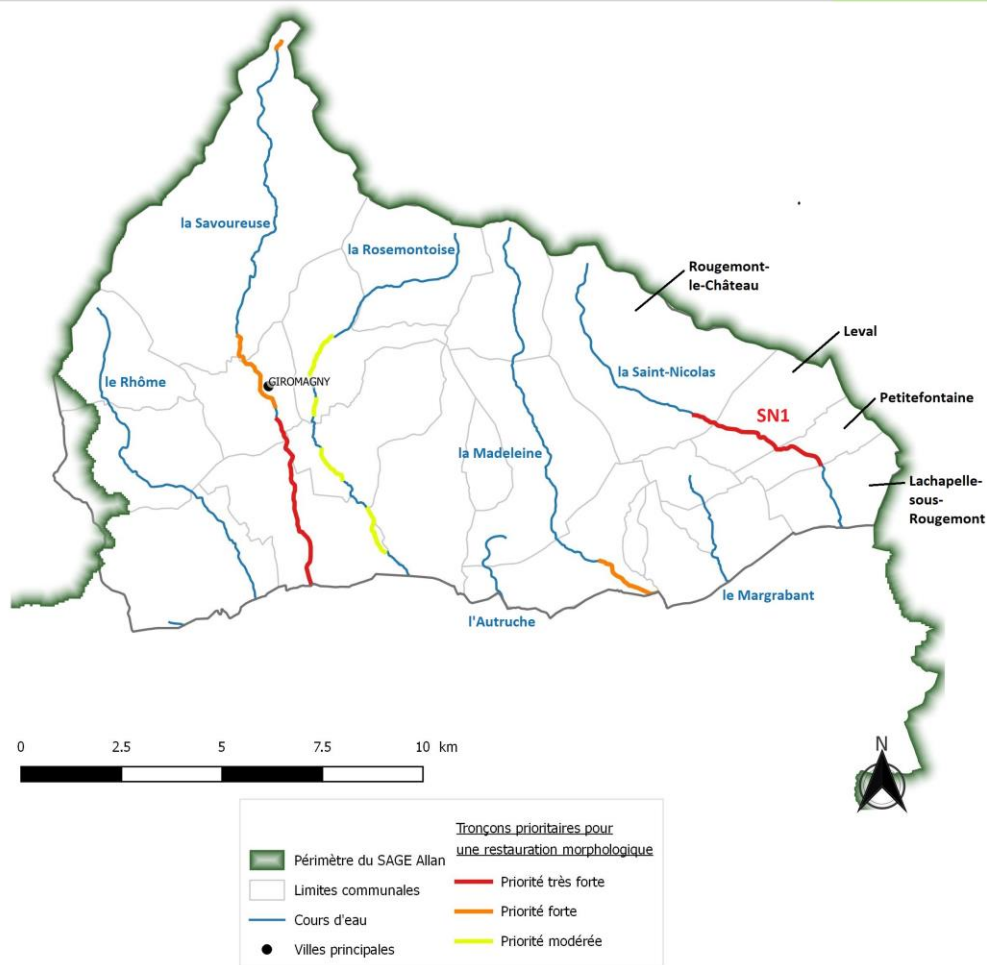 la Savoureuse
la Rosemontoise
Rougemont-
le-Château
Leval
la Saint-Nicolas
GIROMAGNY
le Rhôme
Petitefontaine
SN1
la Madeleine
Lachapelle-
sous-
Rougemont
le Margrabant
l'Autruche
0 2.5 5 7.5 10 km
N
Tronçons prioritaires pour
une restauration morphologique
Périmètre du SAGE Allan
Limites communales
Cours d'eau
Villes principales
Priorité très forte
Priorité forte
Priorité modérée